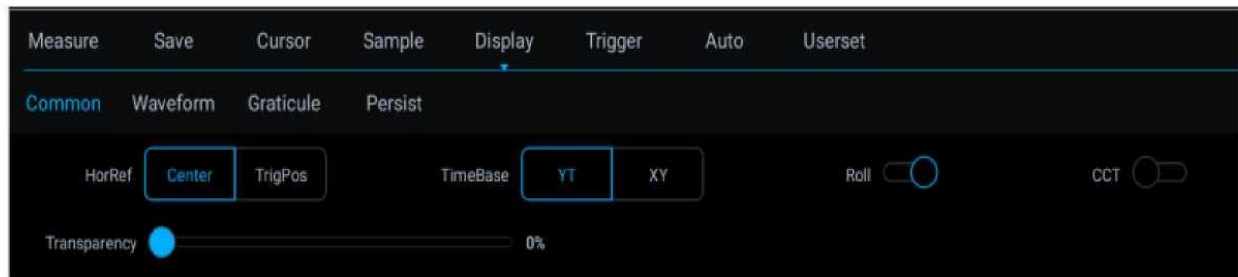 Measure Save Cursor Sample Display Trigger Auto Userset
Common Waveform Graticule Persist
HorRef Center TrigPos TimeBase YT XY Roll CCT
Transparency 0%